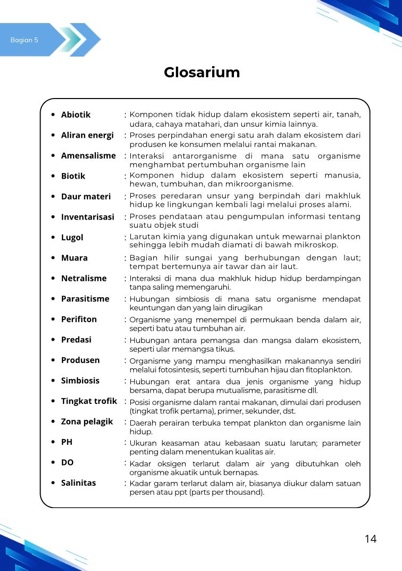 Bagian 5
Glosarium
• Abiotik : Komponen tidak hidup dalam ekosistem seperti air, tanah,
udara, cahaya matahari, dan unsur kimia lainnya.
• Aliran energi : Proses perpindahan energi satu arah dalam ekosistem dari
produsen ke konsumen melalui rantai makanan.
• Amensalisme : Interaksi antarorganisme di mana satu organisme
menghambat pertumbuhan organisme lain
• Biotik : Komponen hidup dalam ekosistem seperti manusia,
hewan, tumbuhan, dan mikroorganisme.
• Daur materi : Proses peredaran unsur yang berpindah dari makhluk
hidup ke lingkungan kembali lagi melalui proses alami.
• Inventarisasi : Proses pendataan atau pengumpulan informasi tentang
suatu objek studi
• Lugol : Larutan kimia yang digunakan untuk mewarnai plankton
sehingga lebih mudah diamati di bawah mikroskop.
• Muara : Bagian hilir sungai yang berhubungan dengan laut;
tempat bertemunya air tawar dan air laut.
• Netralisme : Interaksi di mana dua makhluk hidup hidup berdampingan
tanpa saling memengaruhi.
• Parasitisme : Hubungan simbiosis di mana satu organisme mendapat
keuntungan dan yang lain dirugikan
• Perifiton : Organisme yang menempel di permukaan benda dalam air,
seperti batu atau tumbuhan air.
• Predasi : Hubungan antara pemangsa dan mangsa dalam ekosistem,
seperti ular memangsa tikus.
• Produsen : Organisme yang mampu menghasilkan makanannya sendiri
melalui fotosintesis, seperti tumbuhan hijau dan fitoplankton.
• Simbiosis : Hubungan erat antara dua jenis organisme yang hidup
bersama, dapat berupa mutualisme, parasitisme dll.
• Tingkat trofik : Posisi organisme dalam rantai makanan, dimulai dari produsen
(tingkat trofik pertama), primer, sekunder, dst.
• Zona pelagik : Daerah perairan terbuka tempat plankton dan organisme lain
hidup.
• PH : Ukuran keasaman atau kebasaan suatu larutan; parameter
penting dalam menentukan kualitas air.
• DO : Kadar oksigen terlarut dalam air yang dibutuhkan oleh
organisme akuatik untuk bernapas.
• Salinitas : Kadar garam terlarut dalam air, biasanya diukur dalam satuan
persen atau ppt (parts per thousand).
14